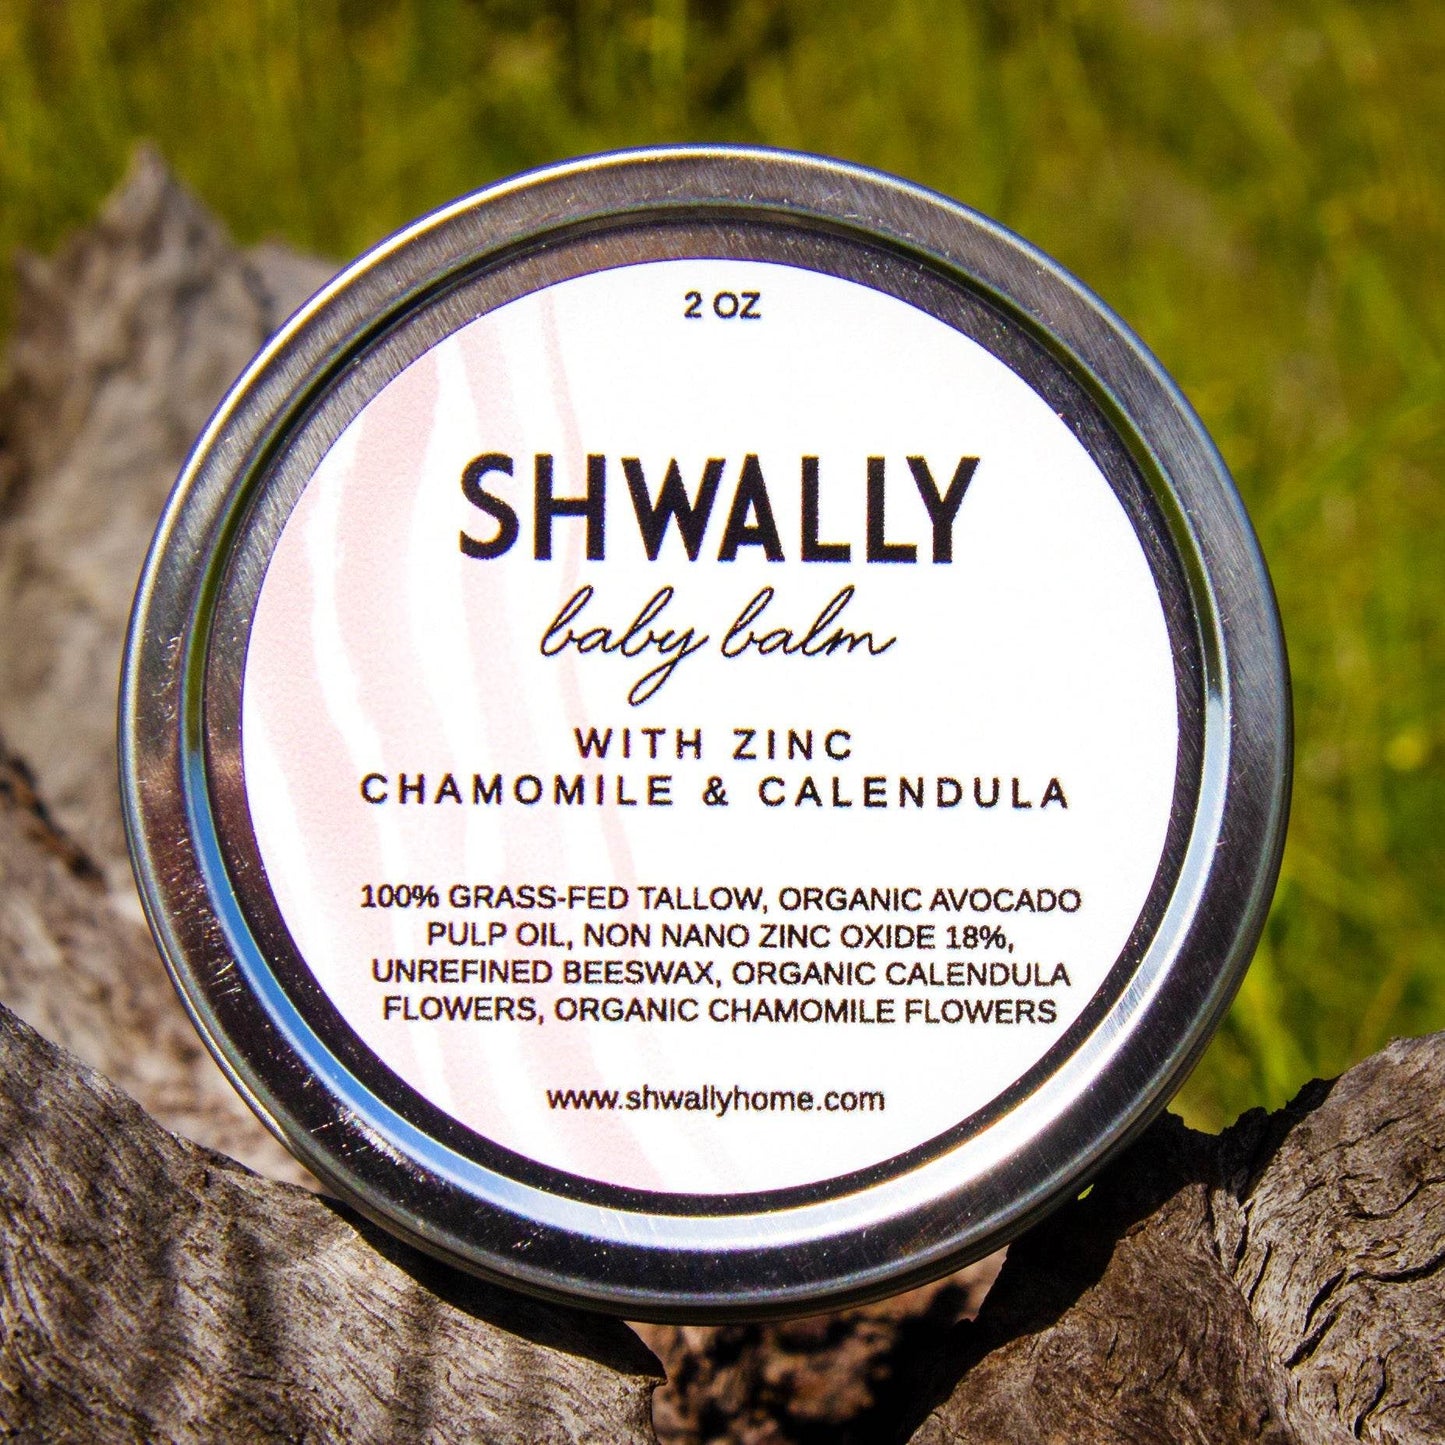 2 OZ
SHWALLY
baby balm
WITH ZINC
CHAMOMILE & CALENDULA
100% GRASS-FED TALLOW, ORGANIC AVOCADO
PULP OIL, NON NANO ZINC OXIDE 18%,
UNREFINED BEESWAX, ORGANIC CALENDULA
FLOWERS, ORGANIC CHAMOMILE FLOWERS
www.shwallyhome.com